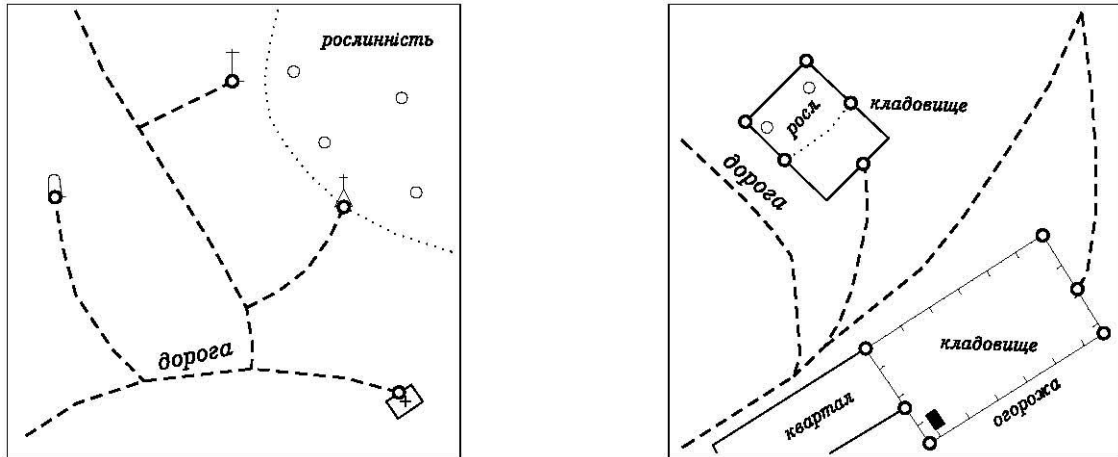 рослинність
дорога
росл
кладовище
дорога
кладовище
квартал
огорожа